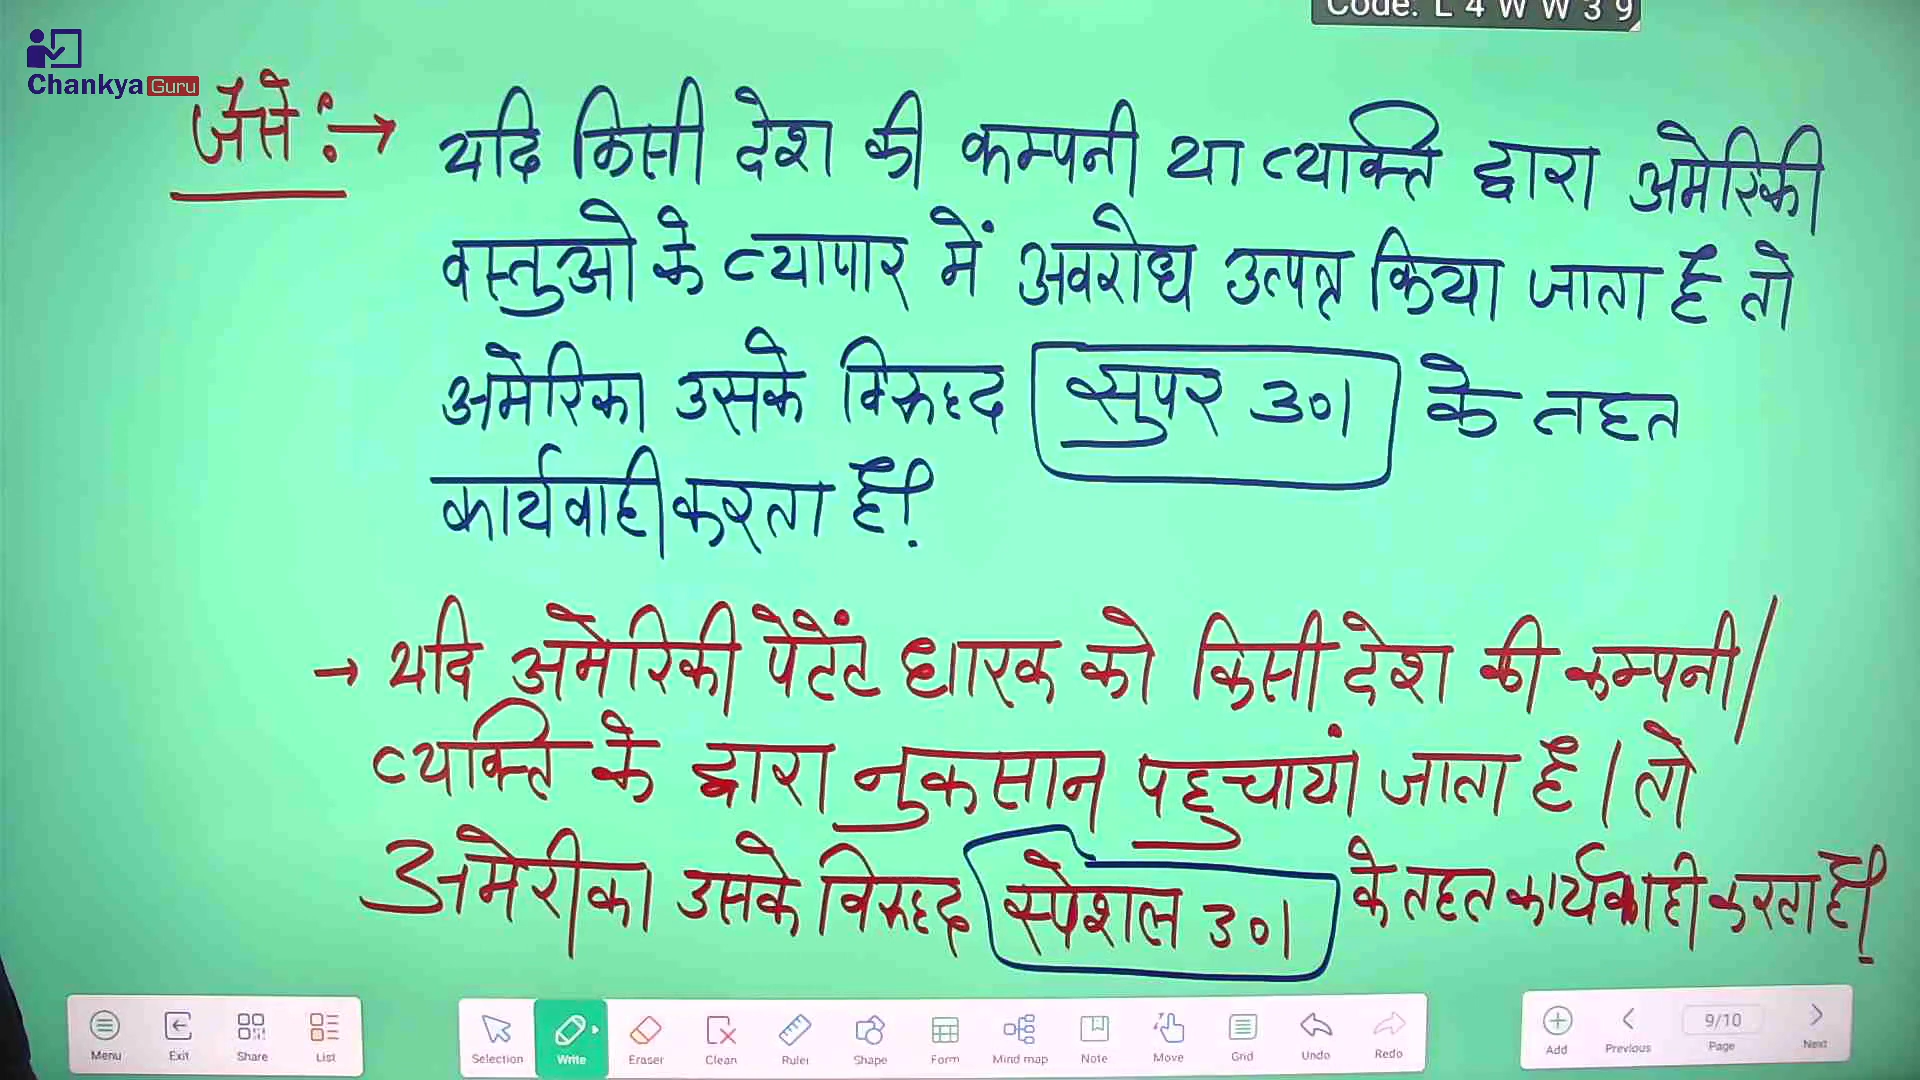 Code: L4WW39
Chankya Guru
जैसे :→ यदि किसी देश की कम्पनी या व्यक्ति द्वारा अमेरिकी
वस्तुओ के व्यापार में अवरोध उत्पन्न किया जाता है तो
अमेरिका उसके विरुद्द सुपर 301 के तहत
कार्यवाही करता है।
→ यदि अमेरिकी पेटेंट धारक को किसी देश की कम्पनी/
व्यक्ति के द्वारा नुकसान पहुचायां जाता है। तो
अमेरीका उसके विरुद्द स्पेशल 301 के तहत कार्यवाही करता है।
Menu Exit Share List Selection Write Eraser Clean Ruler Shape Form Mind map Note Move Grid Undo Redo Add Previous 9/10 Page Next